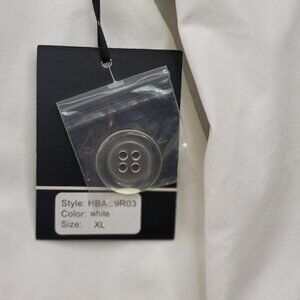 Style: HBA_9R03
Color: white
Size: XL